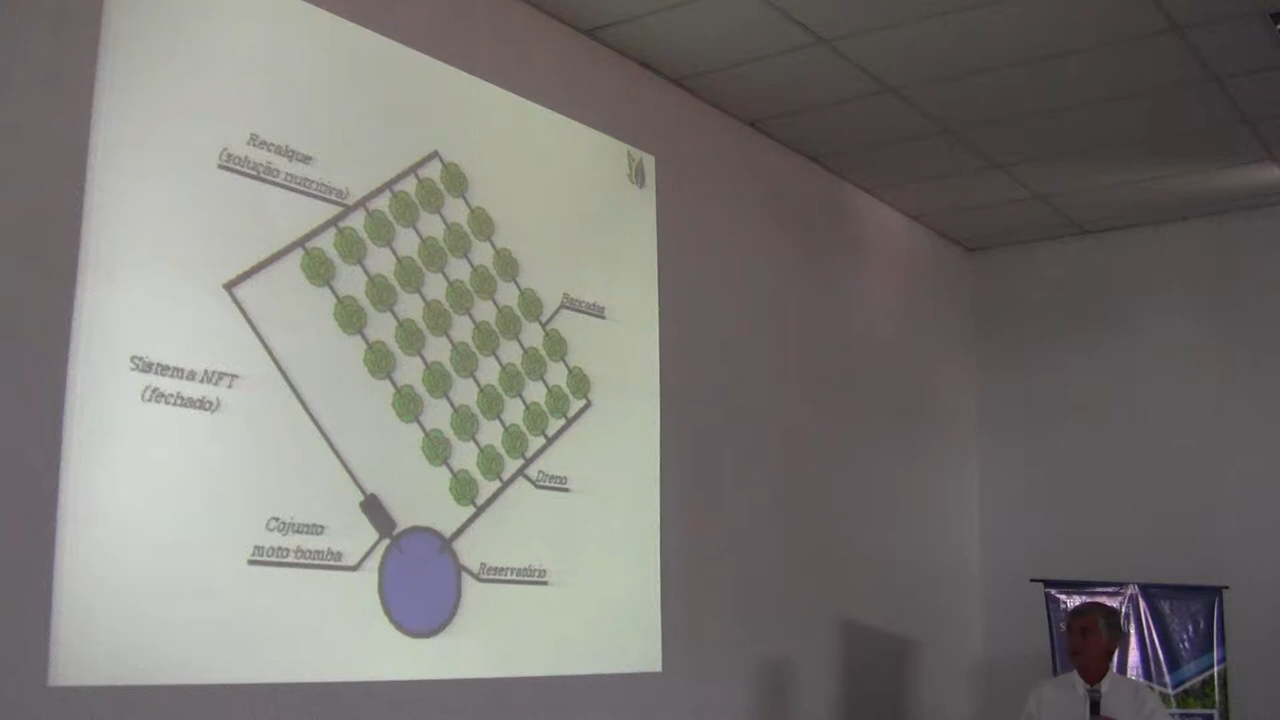 Recalque
(solução nutritiva)
Bancadas
Sistema NFT
(fechado)
Dreno
Cojunto
moto bomba
Reservatório